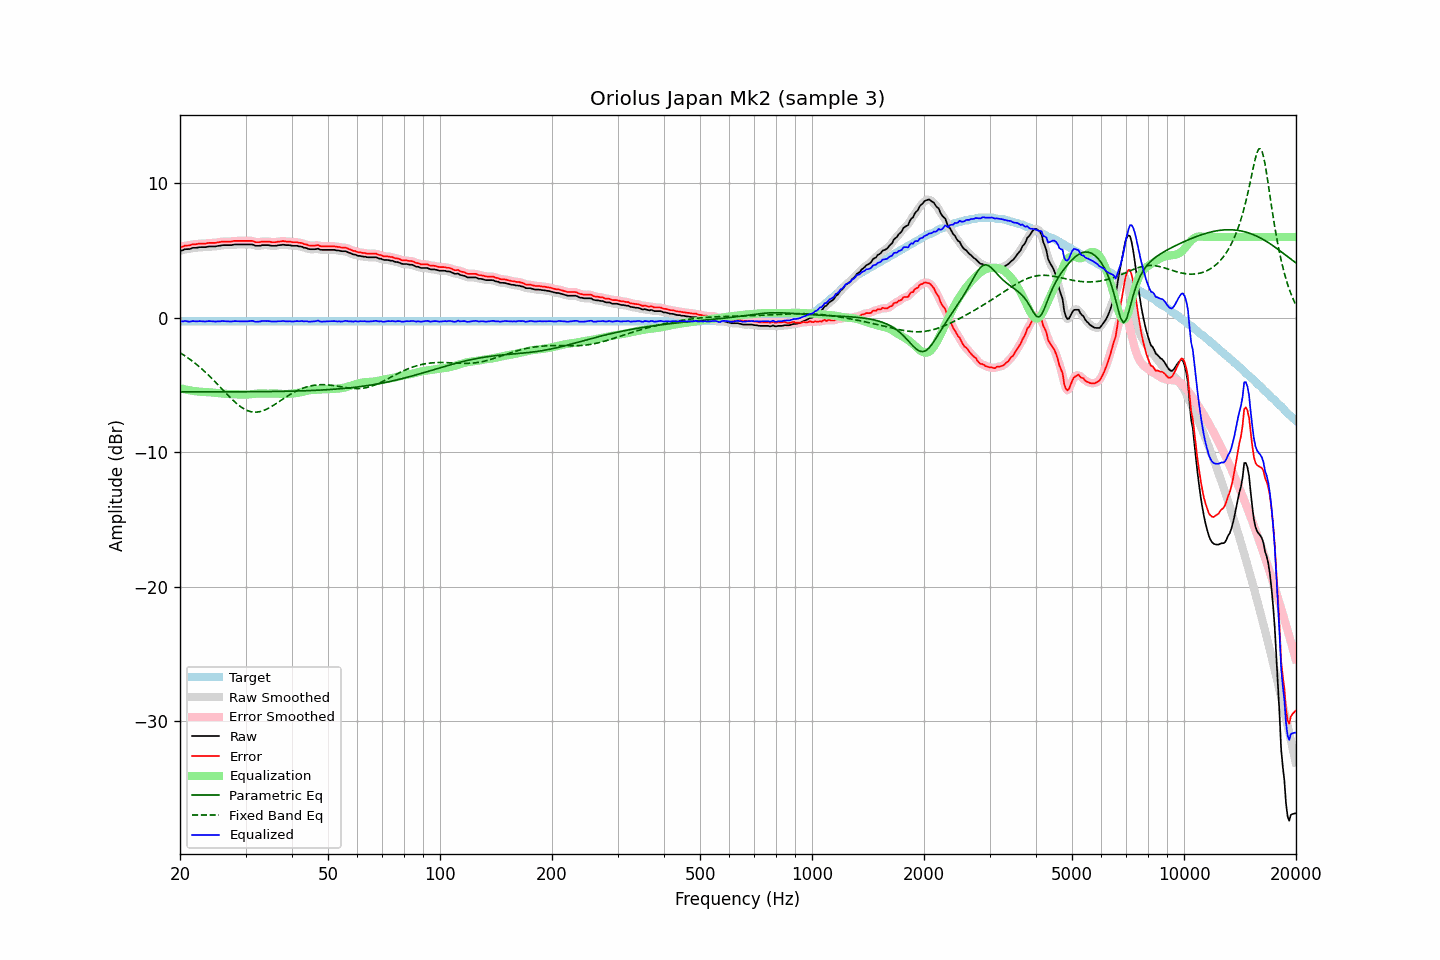 Oriolus Japan Mk2 (sample 3)
10
0
−10
−20
−30
Amplitude (dBr)
Target
Raw Smoothed
Error Smoothed
Raw
Error
Equalization
Parametric Eq
Fixed Band Eq
Equalized
20 50 100 200 500 1000 2000 5000 10000 20000
Frequency (Hz)